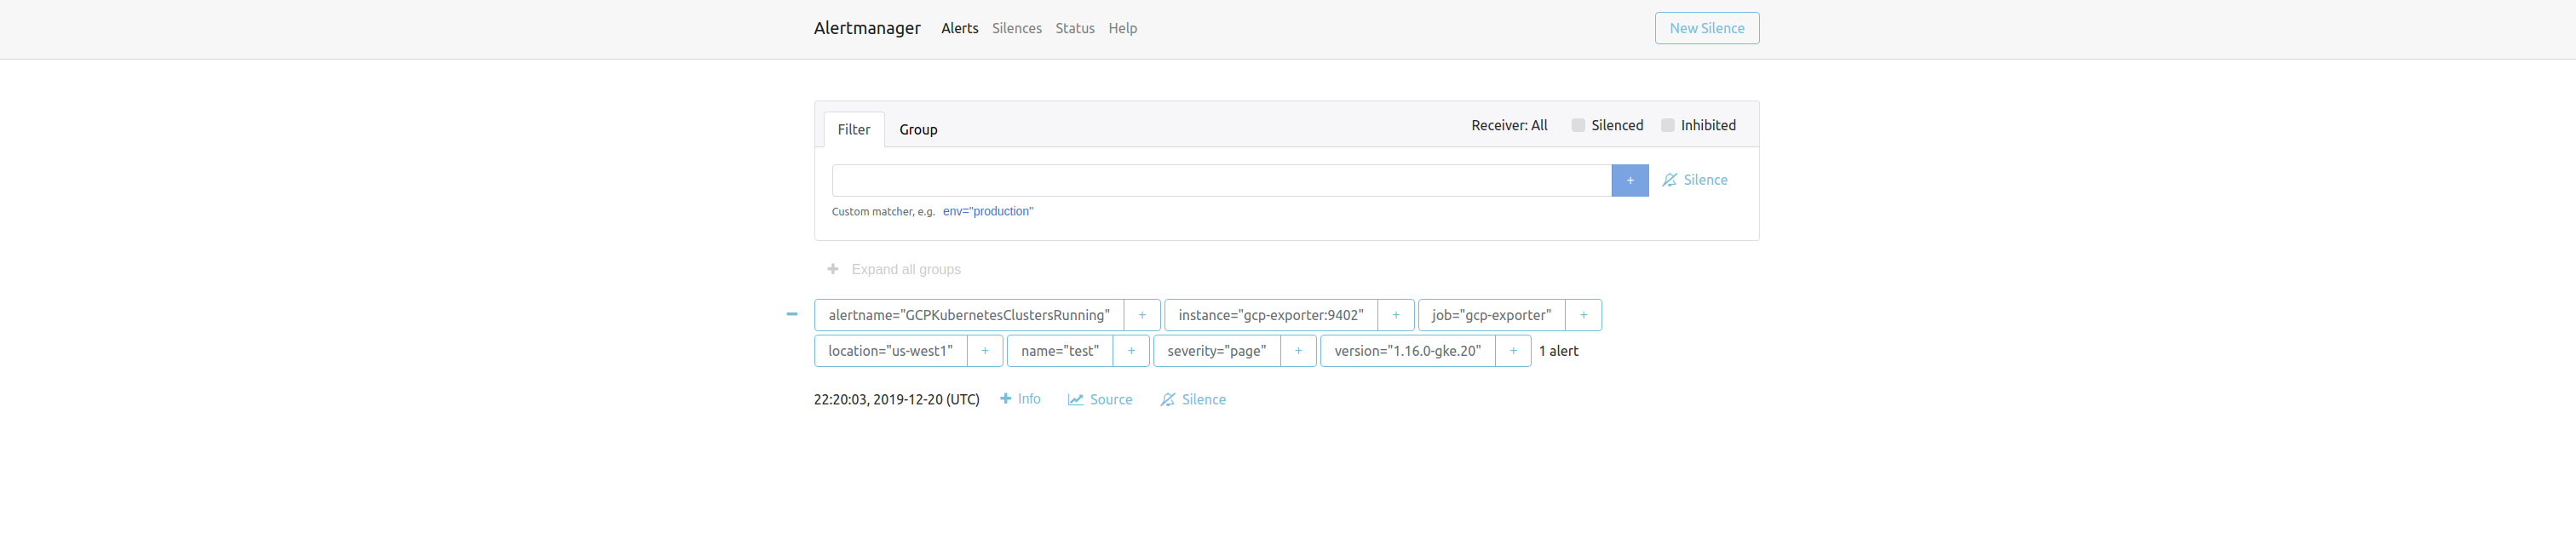 Alertmanager Alerts Silences Status Help New Silence
Filter Group Receiver: All Silenced Inhibited
+ Silence
Custom matcher, e.g. env="production"
+ Expand all groups
- alertname="GCPKubernetesClustersRunning" + instance="gcp-exporter:9402" + job="gcp-exporter" +
location="us-west1" + name="test" + severity="page" + version="1.16.0-gke.20" + 1 alert
22:20:03, 2019-12-20 (UTC) + Info Source Silence